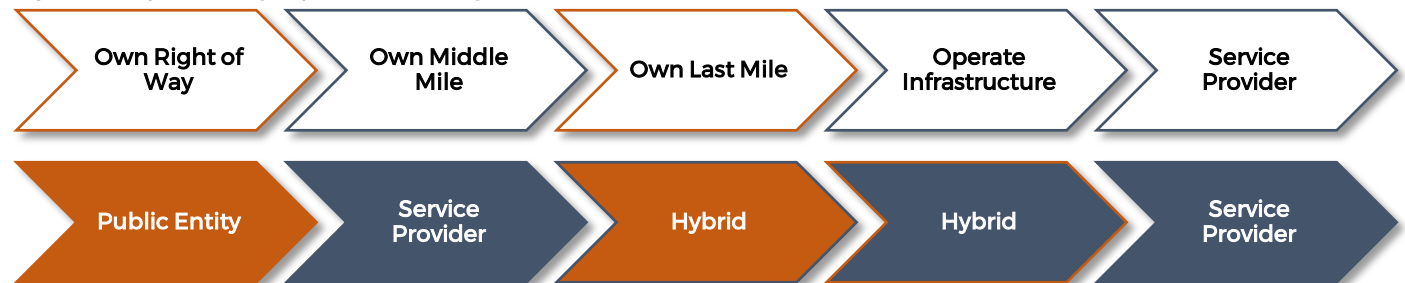 Own Right of
Way
Own Middle
Mile
Own Last Mile
Operate
Infrastructure
Service
Provider
Public Entity
Service
Provider
Hybrid
Hybrid
Service
Provider